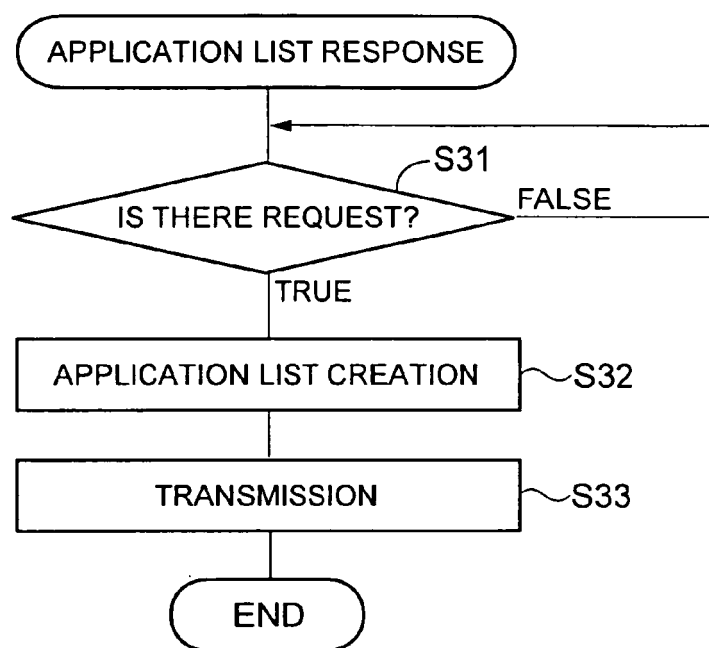 APPLICATION LIST RESPONSE
S31
IS THERE REQUEST?
FALSE
TRUE
APPLICATION LIST CREATION
S32
TRANSMISSION
S33
END